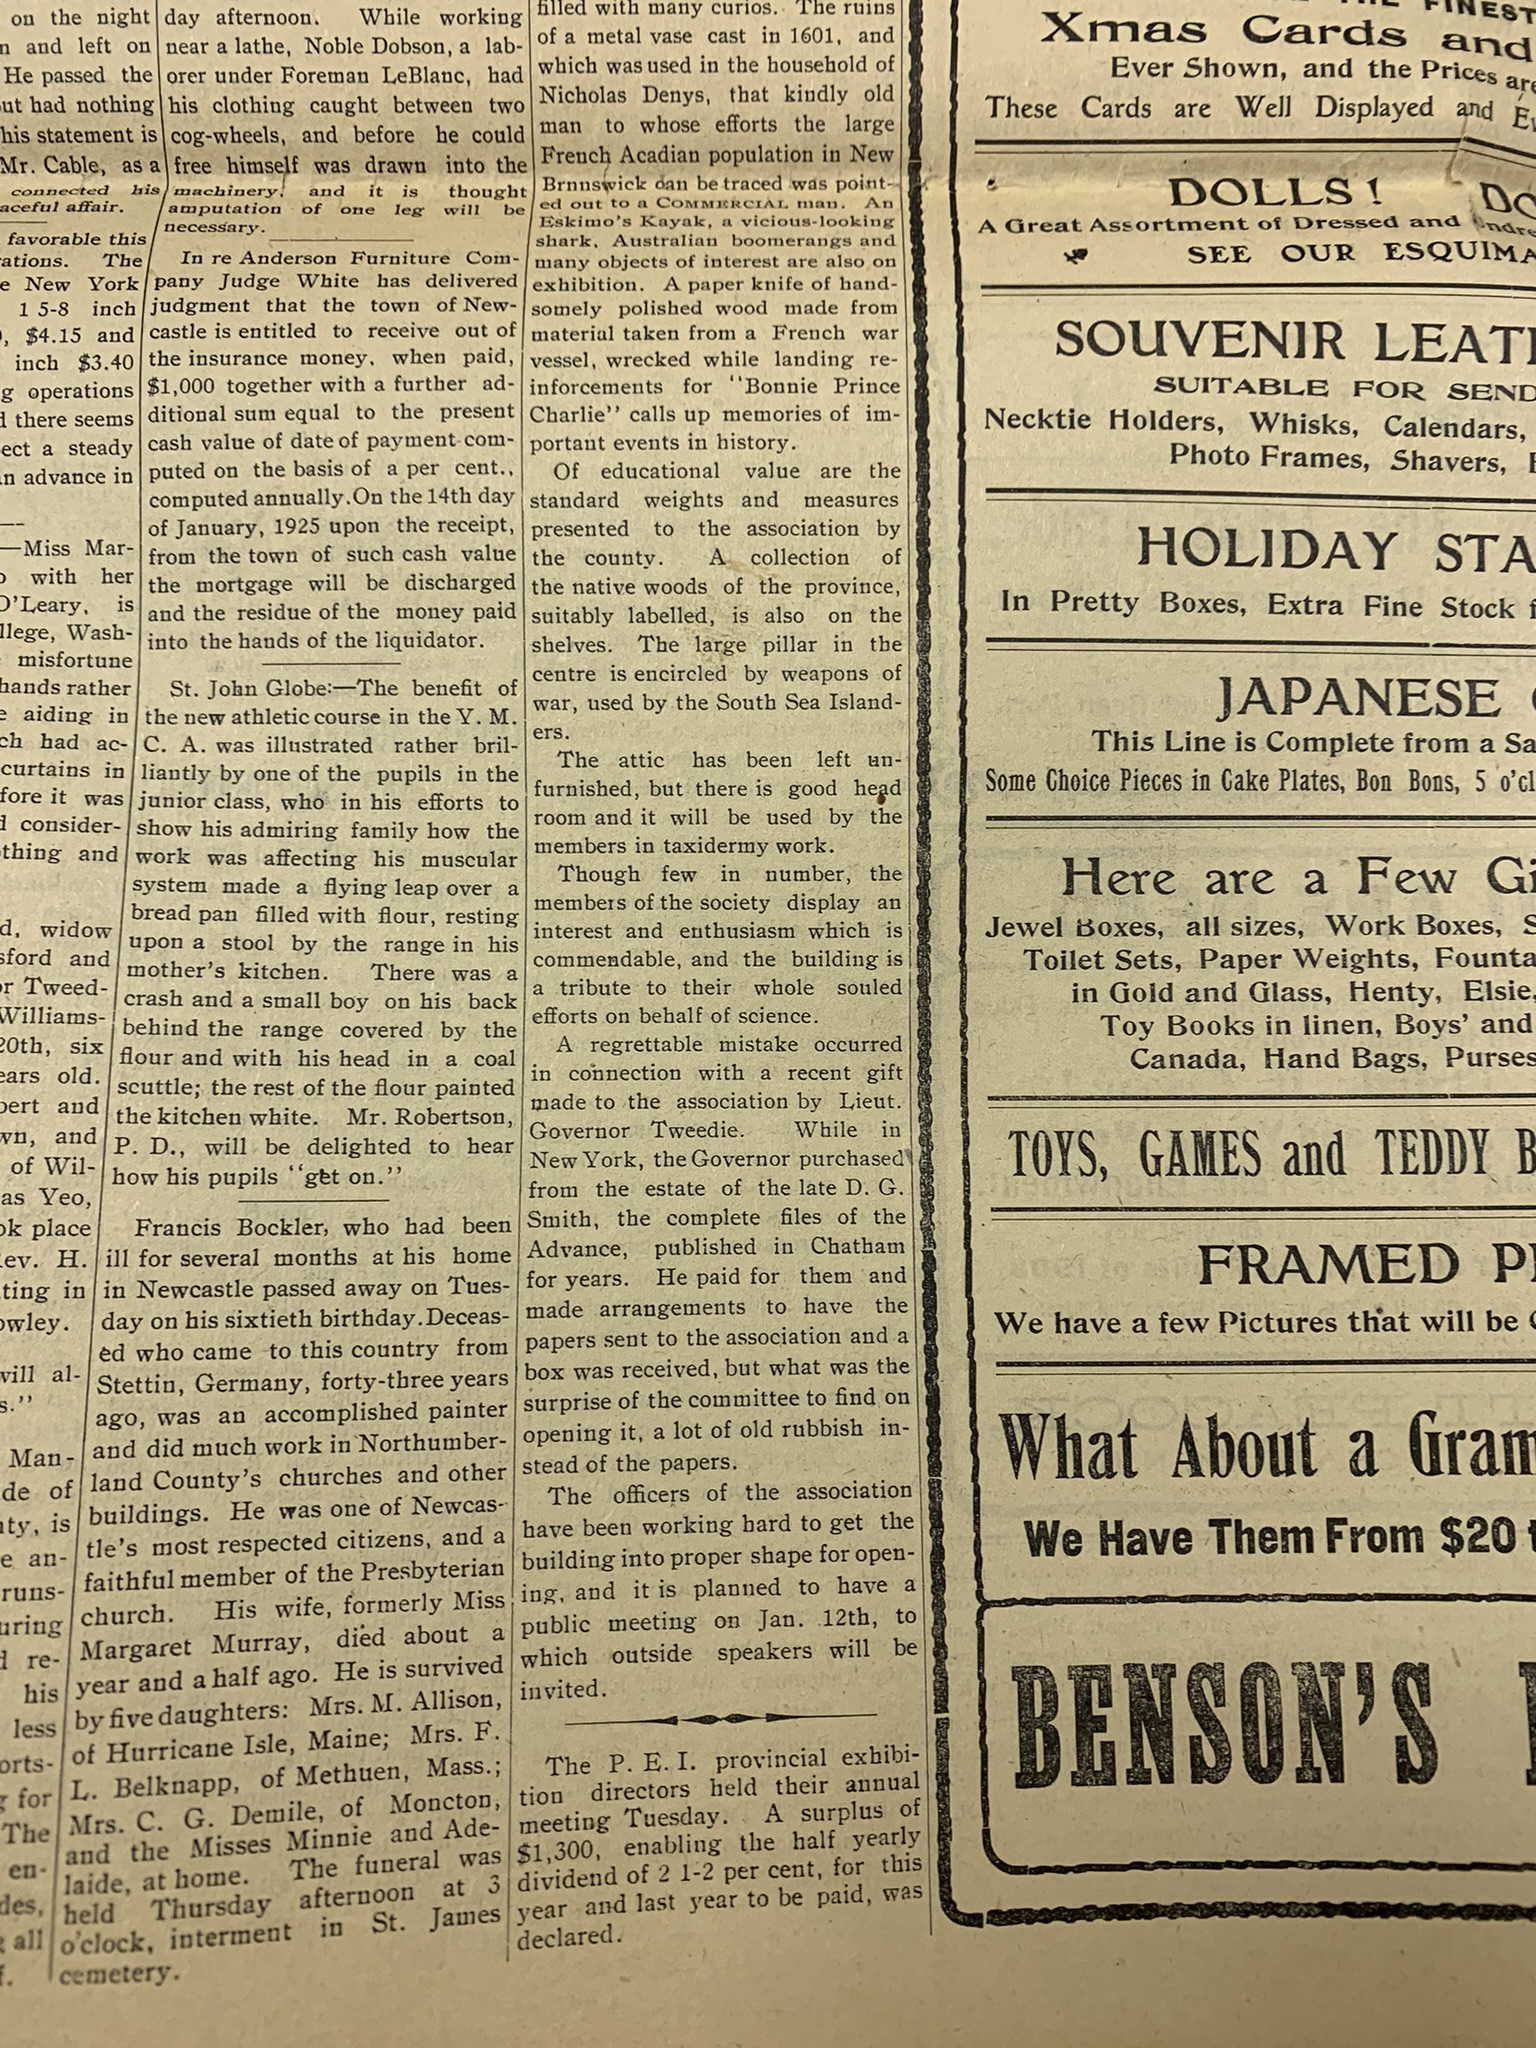 on the night
n and left on
He passed the
ut had nothing
his statement is
Mr. Cable, as a
connected his
aceful affair.
favorable this
rations. The
e New York
1 5-8 inch
, $4.15 and
inch $3.40
g operations
d there seems
ect a steady
n advance in
—Miss Mar-
with her
O'Leary, is
llege, Wash-
misfortune
hands rather
e aiding in
ch had ac-
curtains in
fore it was
d consider-
thing and
d, widow
sford and
or Tweed-
Williams-
20th, six
ears old.
bert and
wn, and
of Wil-
as Yeo,
ok place
Rev. H.
ting in
owley.
will al-
s."
Man-
de of
ty, is
e an-
runs-
uring
d re-
his
less
orts-
g for
The
en-
des,
g all
f.
day afternoon. While working
near a lathe, Noble Dobson, a lab-
orer under Foreman LeBlanc, had
his clothing caught between two
cog-wheels, and before he could
free himself was drawn into the
machinery, and it is thought
amputation of one leg will be
necessary.
In re Anderson Furniture Com-
pany Judge White has delivered
judgment that the town of New-
castle is entitled to receive out of
the insurance money, when paid,
$1,000 together with a further ad-
ditional sum equal to the present
cash value of date of payment com-
puted on the basis of a per cent.,
computed annually.On the 14th day
of January, 1925 upon the receipt,
from the town of such cash value
the mortgage will be discharged
and the residue of the money paid
into the hands of the liquidator.
St. John Globe:—The benefit of
the new athletic course in the Y. M.
C. A. was illustrated rather bril-
liantly by one of the pupils in the
junior class, who in his efforts to
show his admiring family how the
work was affecting his muscular
system made a flying leap over a
bread pan filled with flour, resting
upon a stool by the range in his
mother's kitchen. There was a
crash and a small boy on his back
behind the range covered by the
flour and with his head in a coal
scuttle; the rest of the flour painted
the kitchen white. Mr. Robertson,
P. D., will be delighted to hear
how his pupils "get on."
Francis Bockler, who had been
ill for several months at his home
in Newcastle passed away on Tues-
day on his sixtieth birthday.Deceas-
ed who came to this country from
Stettin, Germany, forty-three years
ago, was an accomplished painter
and did much work in Northumber-
land County's churches and other
buildings. He was one of Newcas-
tle's most respected citizens, and a
faithful member of the Presbyterian
church. His wife, formerly Miss
Margaret Murray, died about a
year and a half ago. He is survived
by five daughters: Mrs. M. Allison,
of Hurricane Isle, Maine; Mrs. F.
L. Belknapp, of Methuen, Mass.;
Mrs. C. G. Demile, of Moncton,
and the Misses Minnie and Ade-
laide, at home. The funeral was
held Thursday afternoon at 3
o'clock, interment in St. James
cemetery.
filled with many curios. The ruins
of a metal vase cast in 1601, and
which was used in the household of
Nicholas Denys, that kindly old
man to whose efforts the large
French Acadian population in New
Brnnswick can be traced was point-
ed out to a COMMERCIAL man. An
Eskimo's Kayak, a vicious-looking
shark, Australian boomerangs and
many objects of interest are also on
exhibition. A paper knife of hand-
somely polished wood made from
material taken from a French war
vessel, wrecked while landing re-
inforcements for "Bonnie Prince
Charlie" calls up memories of im-
portant events in history.
Of educational value are the
standard weights and measures
presented to the association by
the county. A collection of
the native woods of the province,
suitably labelled, is also on the
shelves. The large pillar in the
centre is encircled by weapons of
war, used by the South Sea Island-
ers.
The attic has been left un-
furnished, but there is good head
room and it will be used by the
members in taxidermy work.
Though few in number, the
members of the society display an
interest and enthusiasm which is
commendable, and the building is
a tribute to their whole souled
efforts on behalf of science.
A regrettable mistake occurred
in connection with a recent gift
made to the association by Lieut.
Governor Tweedie. While in
New York, the Governor purchased
from the estate of the late D. G.
Smith, the complete files of the
Advance, published in Chatham
for years. He paid for them and
made arrangements to have the
papers sent to the association and a
box was received, but what was the
surprise of the committee to find on
opening it, a lot of old rubbish in-
stead of the papers.
The officers of the association
have been working hard to get the
building into proper shape for open-
ing, and it is planned to have a
public meeting on Jan. 12th, to
which outside speakers will be
invited.
The P. E. I. provincial exhibi-
tion directors held their annual
meeting Tuesday. A surplus of
$1,300, enabling the half yearly
dividend of 2 1-2 per cent, for this
year and last year to be paid, was
declared.
THE FINEST
Xmas Cards and
Ever Shown, and the Prices are
These Cards are Well Displayed and
DOLLS! DO
A Great Assortment of Dressed and Undre
SEE OUR ESQUIMA
SOUVENIR LEAT
SUITABLE FOR SEND
Necktie Holders, Whisks, Calendars,
Photo Frames, Shavers,
HOLIDAY STA
In Pretty Boxes, Extra Fine Stock
JAPANESE
This Line is Complete from a Sa
Some Choice Pieces in Cake Plates, Bon Bons, 5 o'cl
Here are a Few Gi
Jewel Boxes, all sizes, Work Boxes, S
Toilet Sets, Paper Weights, Founta
in Gold and Glass, Henty, Elsie,
Toy Books in linen, Boys' and
Canada, Hand Bags, Purses
TOYS, GAMES and TEDDY B
FRAMED PI
We have a few Pictures that will be
What About a Gram
We Have Them From $20 t
BENSON'S